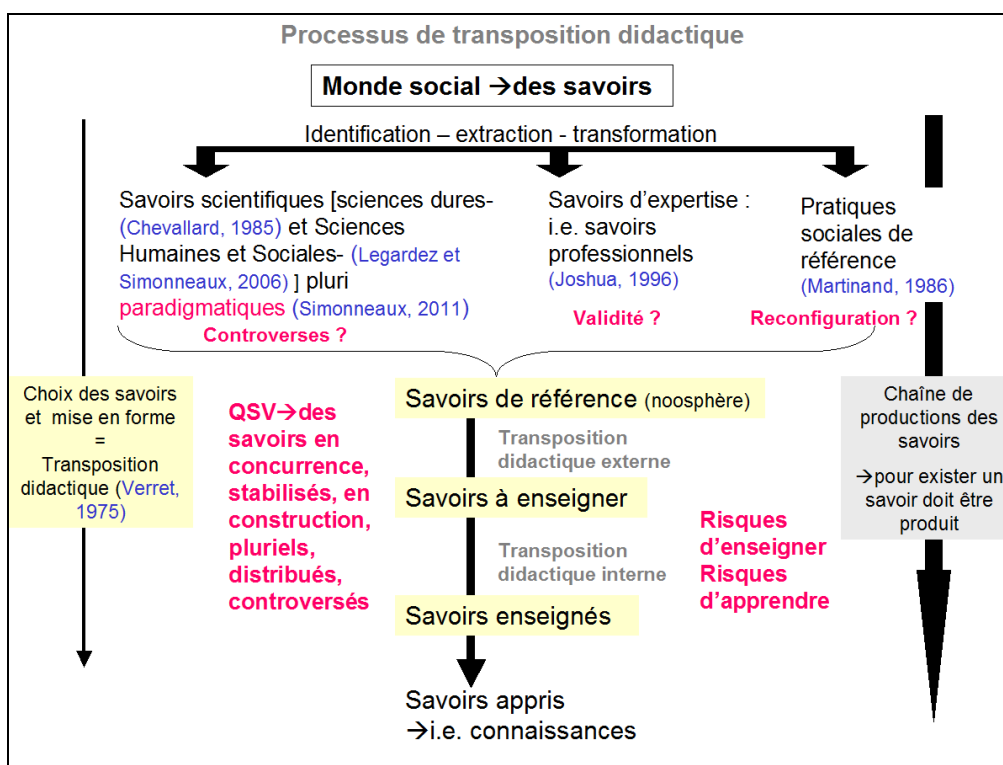 Processus de transposition didactique
Monde social →des savoirs
Identification – extraction - transformation
Savoirs scientifiques [sciences dures-
(Chevallard, 1985) et Sciences
Humaines et Sociales- (Legardez et
Simonneaux, 2006) ] pluri
paradigmatiques (Simonneaux, 2011)
Controverses ?
Savoirs d’expertise :
i.e. savoirs
professionnels
(Joshua, 1996)
Validité ?
Pratiques
sociales de
référence
(Martinand, 1986)
Reconfiguration ?
Choix des savoirs
et mise en forme
=
Transposition
didactique (Verret,
1975)
QSV→des
savoirs en
concurrence,
stabilisés, en
construction,
pluriels,
distribués,
controversés
Savoirs de référence (noosphère)
Transposition
didactique externe
Savoirs à enseigner
Transposition
didactique interne
Savoirs enseignés
Savoirs appris
→i.e. connaissances
Risques
d’enseigner
Risques
d’apprendre
Chaîne de
productions des
savoirs
→pour exister un
savoir doit être
produit